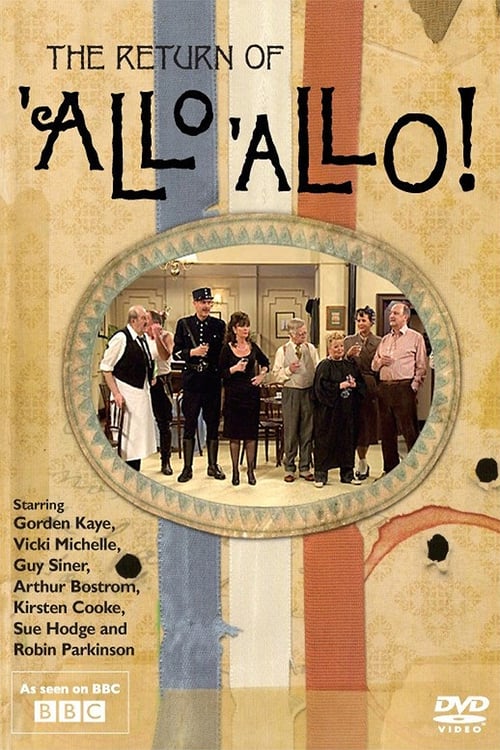 THE RETURN OF
'ALLO 'ALLO!
Starring
Gorden Kaye,
Vicki Michelle,
Guy Siner,
Arthur Bostrom,
Kirsten Cooke,
Sue Hodge and
Robin Parkinson
As seen on BBC
BBC
DVD
VIDEO